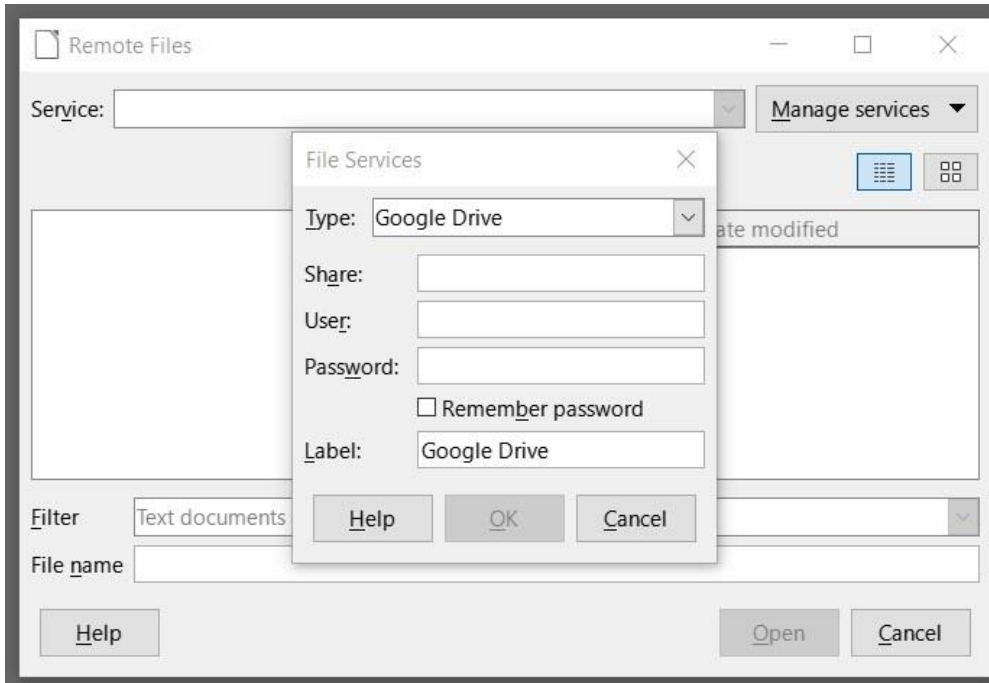 Remote Files
Service:
Manage services
File Services
Type: Google Drive
ate modified
Share:
User:
Password:
Remember password
Label: Google Drive
Filter Text documents
Help OK Cancel
File name
Help Open Cancel